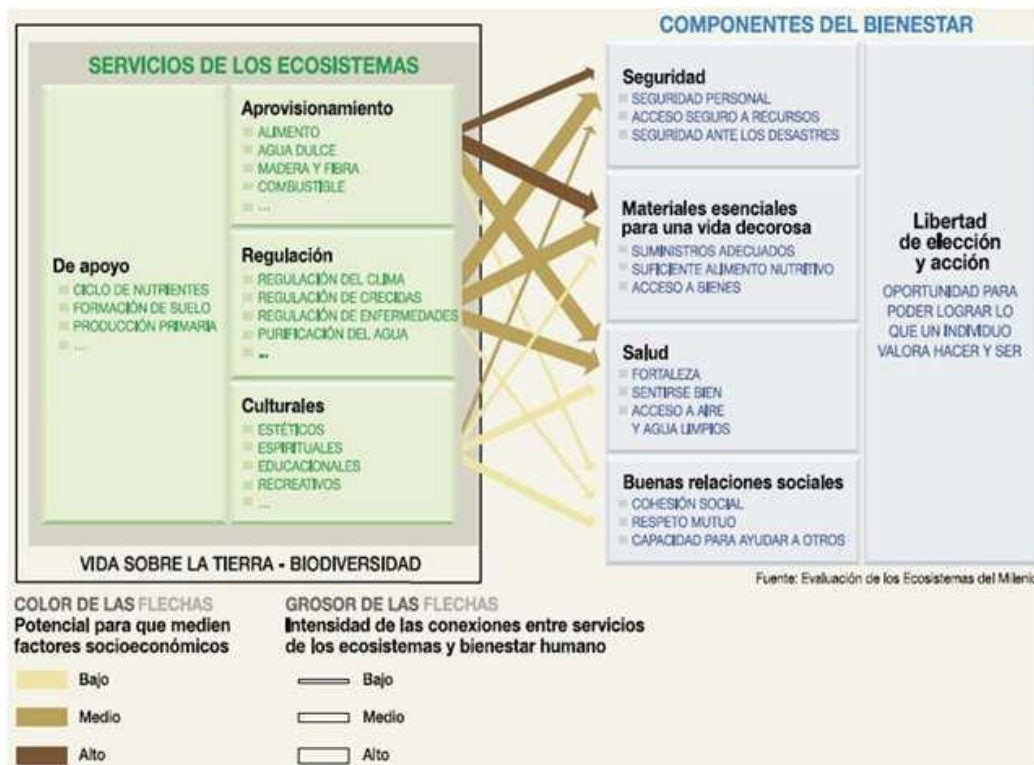 SERVICIOS DE LOS ECOSISTEMAS
De apoyo
CICLO DE NUTRIENTES
FORMACIÓN DE SUELO
PRODUCCIÓN PRIMARIA
...
Aprovisionamiento
ALIMENTO
AGUA DULCE
MADERA Y FIBRA
COMBUSTIBLE
...
Regulación
REGULACIÓN DEL CLIMA
REGULACIÓN DE CRECIDAS
REGULACIÓN DE ENFERMEDADES
PURIFICACIÓN DEL AGUA
...
Culturales
ESTÉTICOS
ESPIRITUALES
EDUCACIONALES
RECREATIVOS
...
VIDA SOBRE LA TIERRA - BIODIVERSIDAD
COMPONENTES DEL BIENESTAR
Seguridad
SEGURIDAD PERSONAL
ACCESO SEGURO A RECURSOS
SEGURIDAD ANTE LOS DESASTRES
Materiales esenciales
para una vida decorosa
SUMINISTROS ADECUADOS
SUFICIENTE ALIMENTO NUTRITIVO
ACCESO A BIENES
Salud
FORTALEZA
SENTIRSE BIEN
ACCESO A AIRE
Y AGUA LIMPIOS
Buenas relaciones sociales
COHESIÓN SOCIAL
RESPETO MUTUO
CAPACIDAD PARA AYUDAR A OTROS
Libertad
de elección
y acción
OPORTUNIDAD PARA
PODER LOGRAR LO
QUE UN INDIVIDUO
VALORA HACER Y SER
Fuente: Evaluación de los Ecosistemas del Milenio
COLOR DE LAS FLECHAS
Potencial para que medien
factores socioeconómicos
Bajo
Medio
Alto
GROSOR DE LAS FLECHAS
Intensidad de las conexiones entre servicios
de los ecosistemas y bienestar humano
Bajo
Medio
Alto